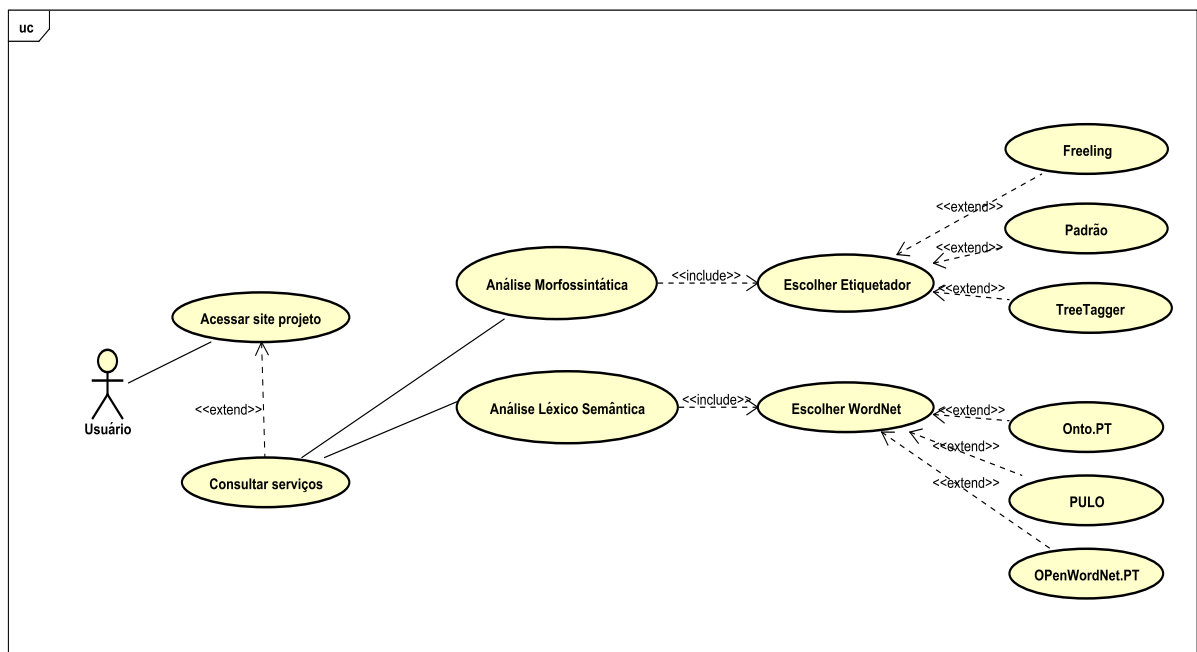 uc
Freeling
<<extend>>
Padrão
<<extend>>
Análise Morfossintática
<<include>>
Escolher Etiquetador
<<extend>>
TreeTagger
Acessar site projeto
<<extend>>
Usuário
Análise Léxico Semântica
<<include>>
Escolher WordNet
<<extend>>
Onto.PT
<<extend>>
Consultar serviços
<<extend>>
PULO
OPenWordNet.PT